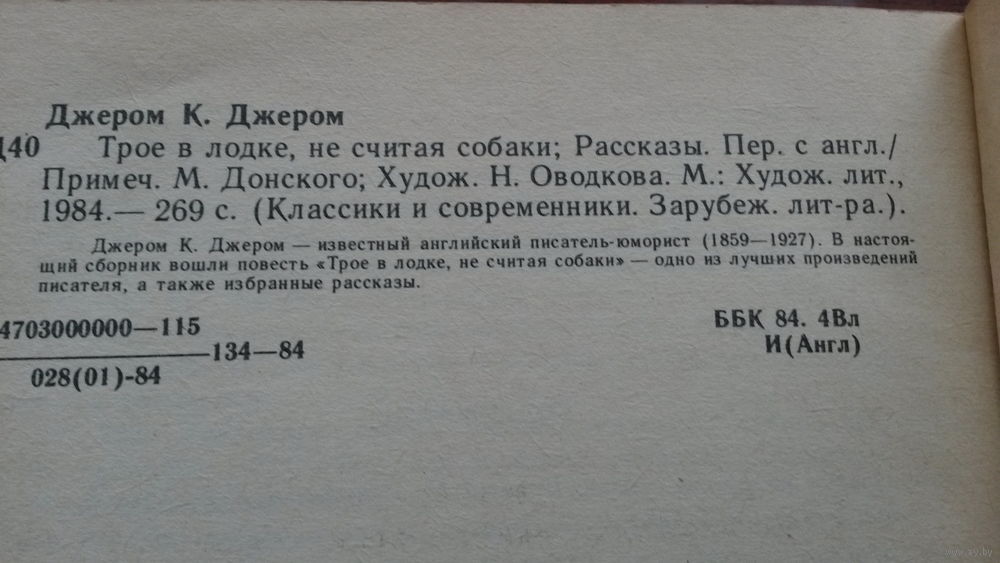 Джером К. Джером
Д40 Трое в лодке, не считая собаки; Рассказы. Пер. с англ./
Примеч. М. Донского; Худож. Н. Оводкова. М.: Худож. лит.,
1984.— 269 с. (Классики и современники. Зарубеж. лит-ра.).
Джером К. Джером — известный английский писатель-юморист (1859—1927). В настоя-
щий сборник вошли повесть «Трое в лодке, не считая собаки» — одно из лучших произведений
писателя, а также избранные рассказы.
4703000000—115
134—84
028(01)-84
ББК 84. 4Вл
И(Англ)
www.ay.by